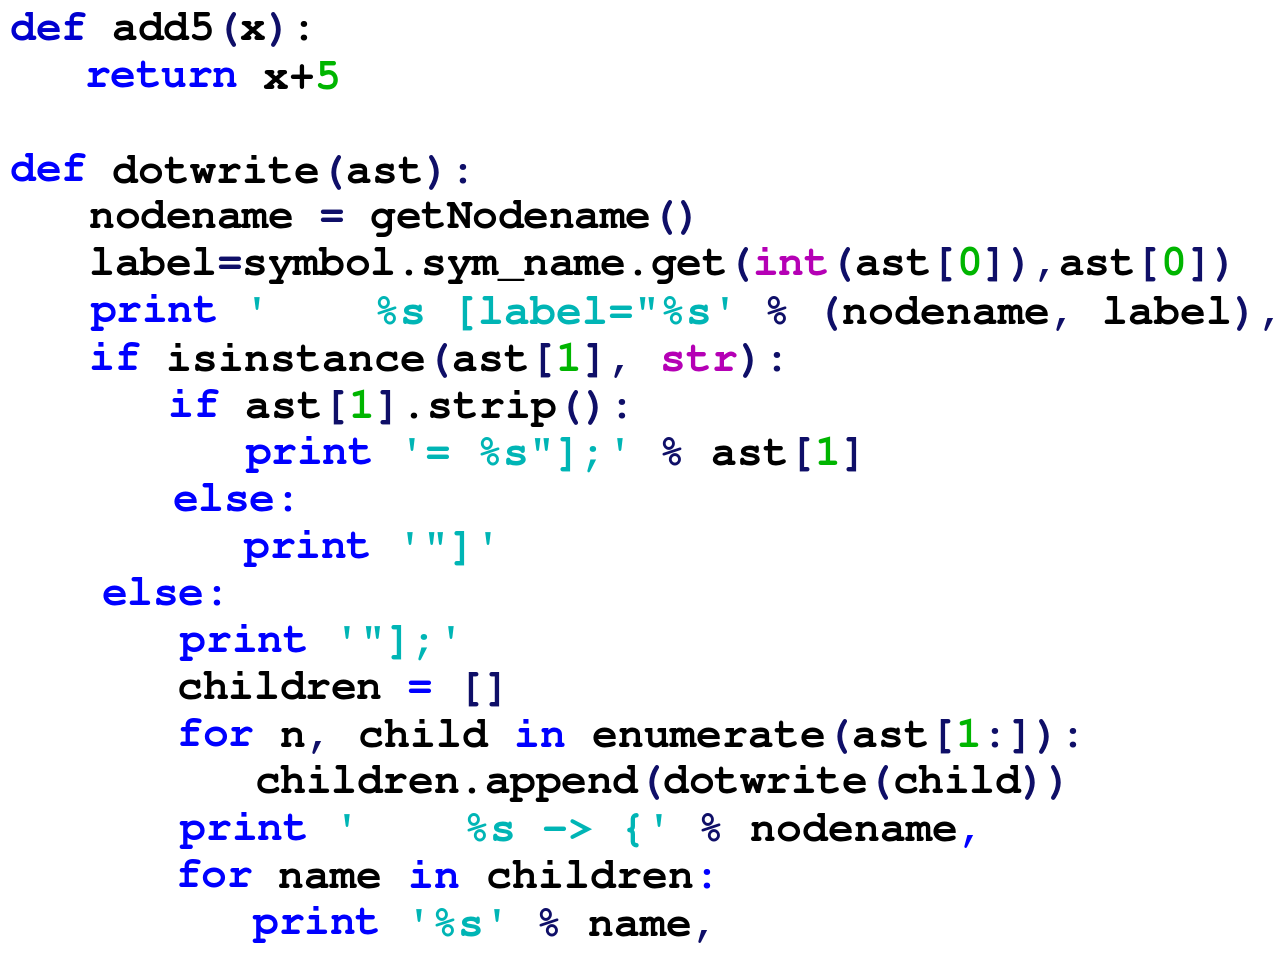 def add5(x):
    return x+5

def dotwrite(ast):
    nodename = getNodename()
    label=symbol.sym_name.get(int(ast[0]),ast[0])
    print '    %s [label="%s' % (nodename, label),
    if isinstance(ast[1], str):
        if ast[1].strip():
            print '= %s"];' % ast[1]
        else:
            print '"]'
    else:
        print '"];'
        children = []
        for n, child in enumerate(ast[1:]):
            children.append(dotwrite(child))
        print '    %s -> {' % nodename,
        for name in children:
            print '%s' % name,